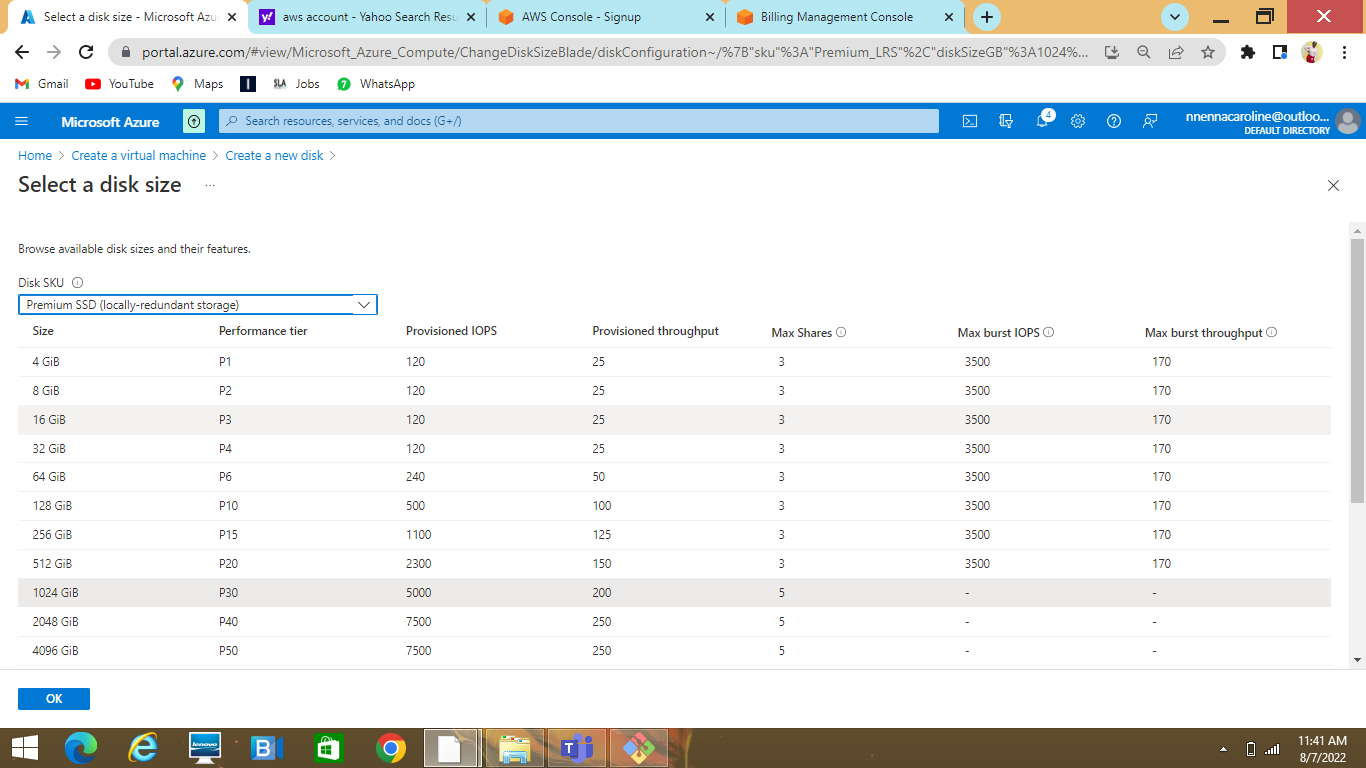 Select a disk size - Microsoft Azu
aws account - Yahoo Search Resu
AWS Console - Signup
Billing Management Console
portal.azure.com/#view/Microsoft_Azure_Compute/ChangeDiskSizeBlade/diskConfiguration~/%7B"sku"%3A"Premium_LRS"%2C"diskSizeGB"%3A1024%...
Gmail YouTube Maps I SLA Jobs 7 WhatsApp
Microsoft Azure
Search resources, services, and docs (G+/)
4
nnennacaroline@outloo...
DEFAULT DIRECTORY
Home > Create a virtual machine > Create a new disk >
Select a disk size ...
Browse available disk sizes and their features.
Disk SKU
Premium SSD (locally-redundant storage)
Size Performance tier Provisioned IOPS Provisioned throughput Max Shares Max burst IOPS Max burst throughput
4 GiB P1 120 25 3 3500 170
8 GiB P2 120 25 3 3500 170
16 GiB P3 120 25 3 3500 170
32 GiB P4 120 25 3 3500 170
64 GiB P6 240 50 3 3500 170
128 GiB P10 500 100 3 3500 170
256 GiB P15 1100 125 3 3500 170
512 GiB P20 2300 150 3 3500 170
1024 GiB P30 5000 200 5 - -
2048 GiB P40 7500 250 5 - -
4096 GiB P50 7500 250 5 - -
OK
lenovo
11:41 AM
8/7/2022